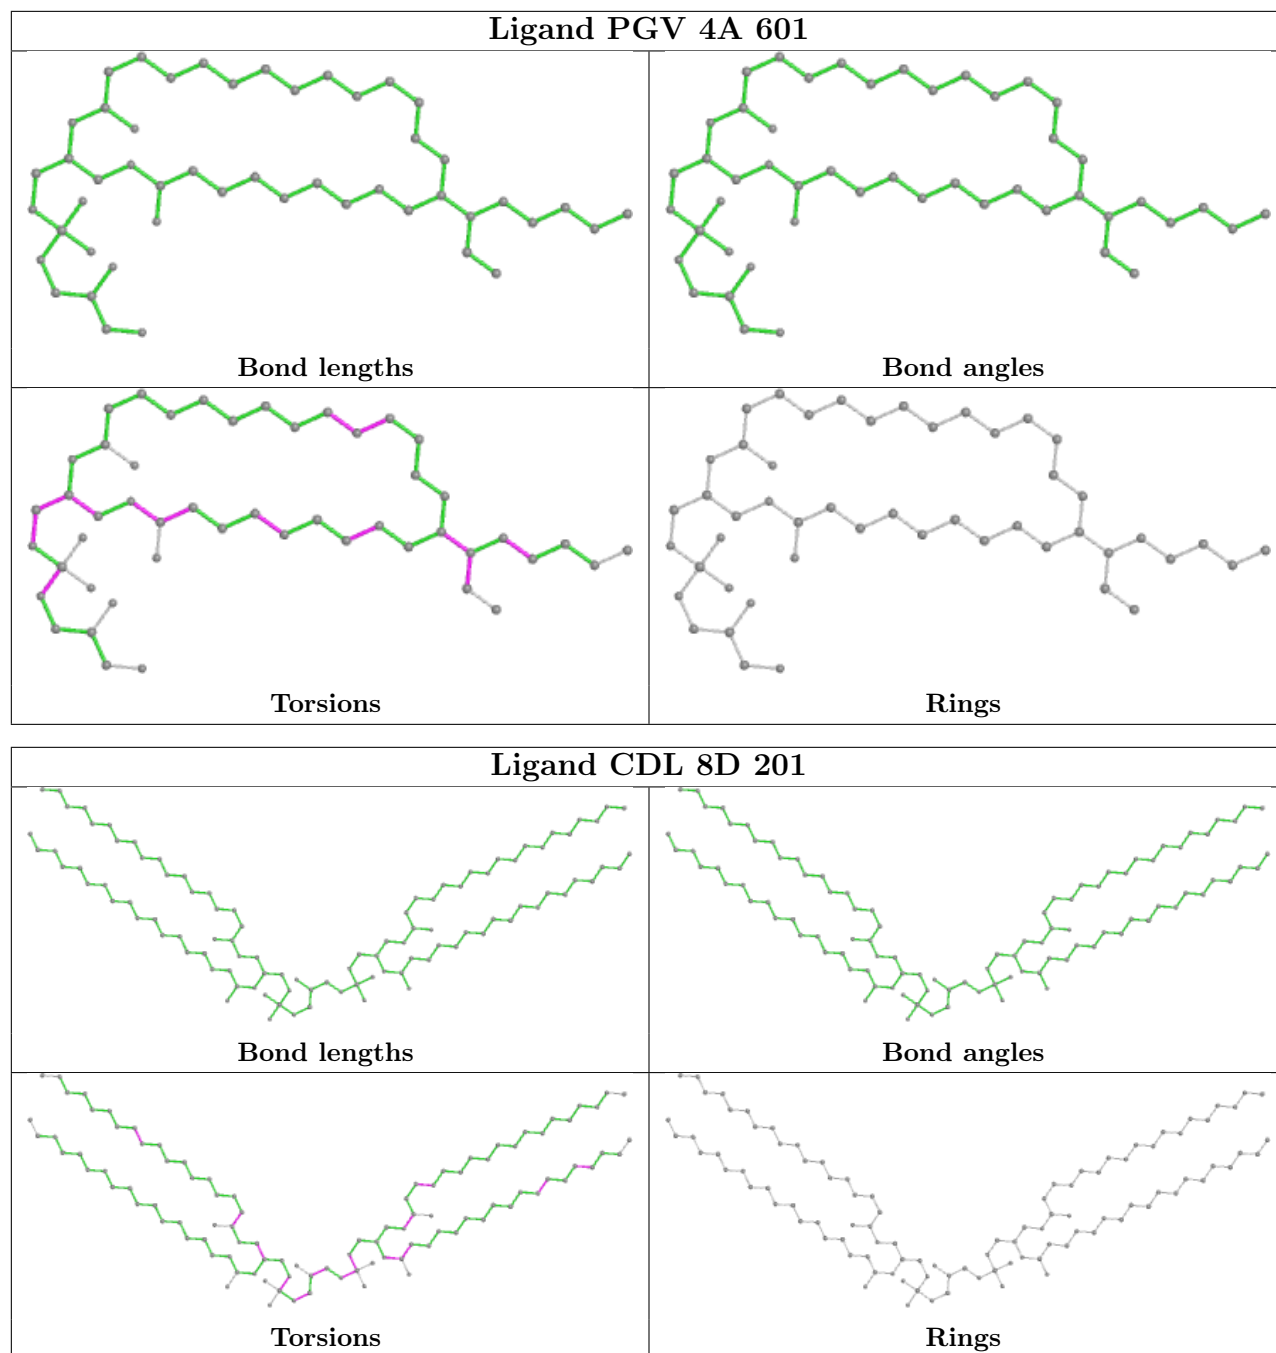 Ligand PGV 4A 601
Bond lengths
Bond angles
Torsions
Rings
Ligand CDL 8D 201
Bond lengths
Bond angles
Torsions
Rings